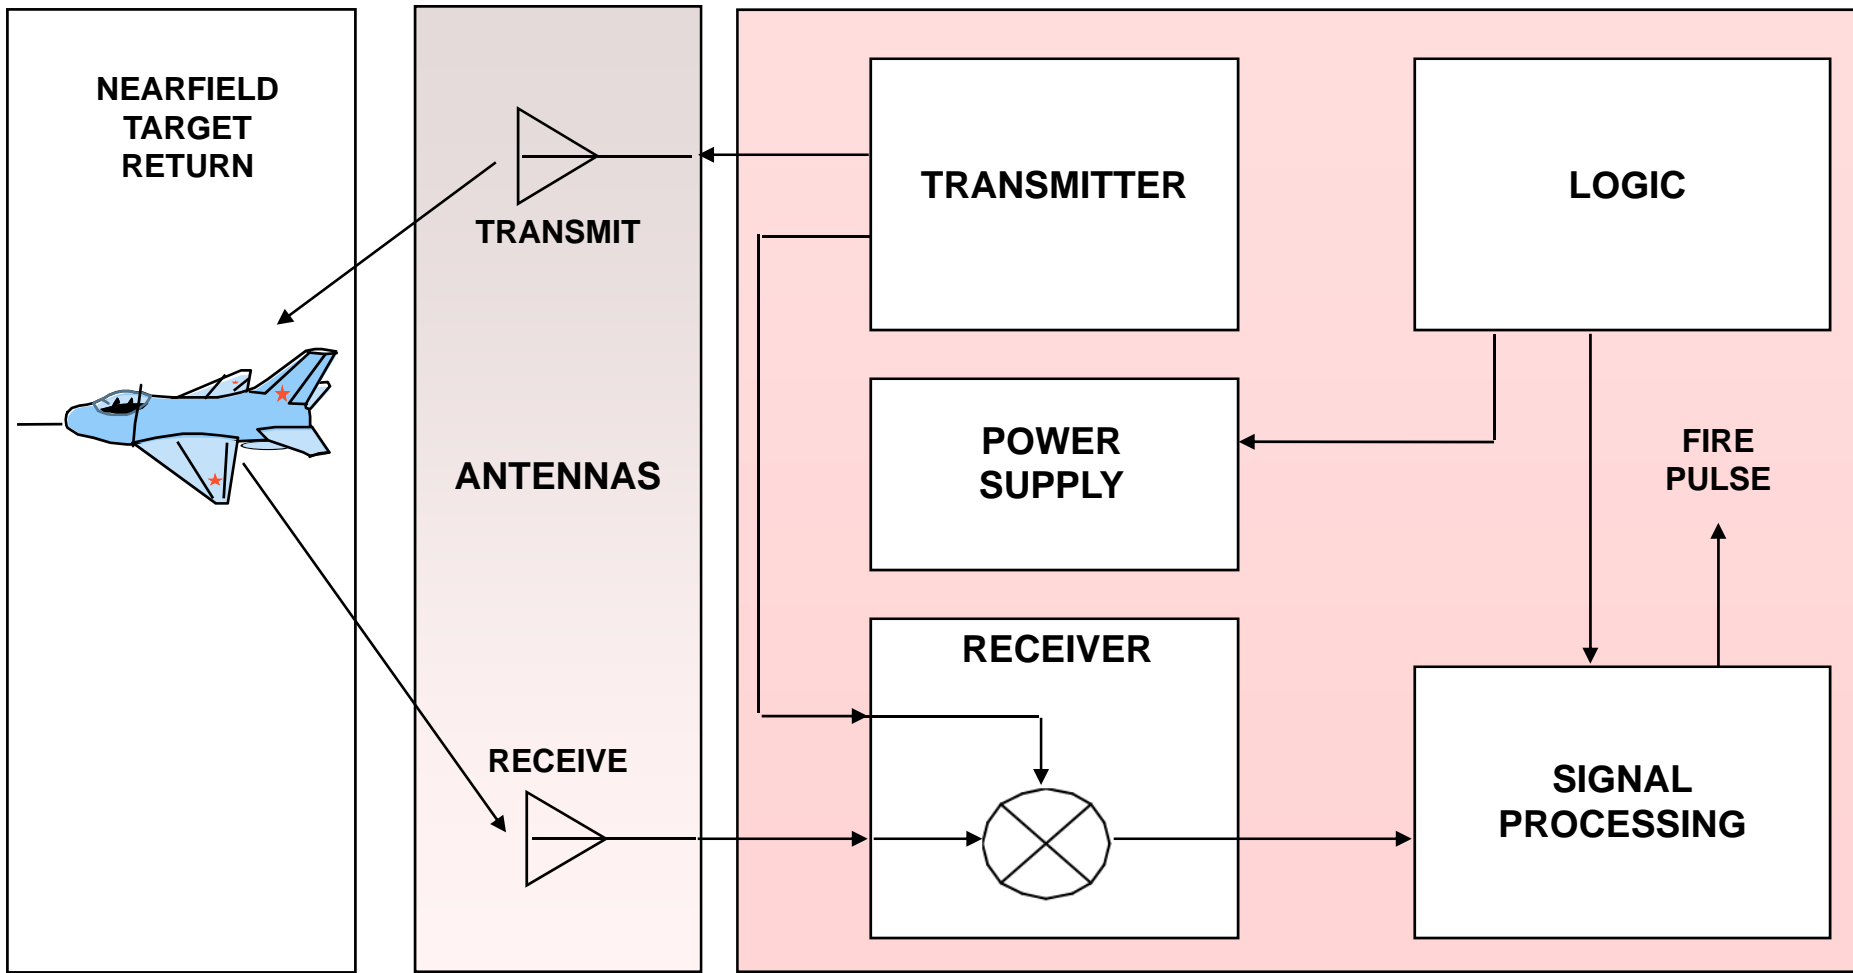 NEARFIELD
TARGET
RETURN
TRANSMIT
ANTENNAS
RECEIVE
TRANSMITTER
LOGIC
POWER
SUPPLY
FIRE
PULSE
RECEIVER
SIGNAL
PROCESSING